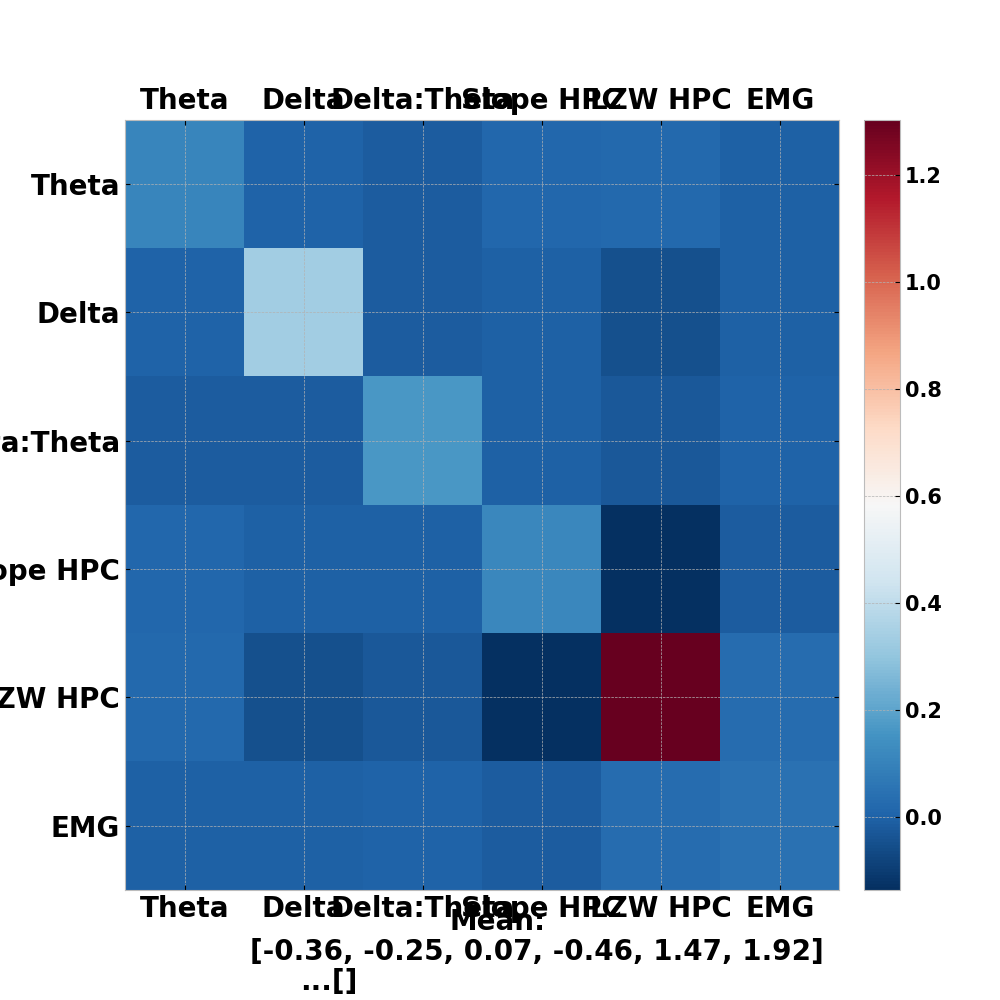 Theta Delta Delta:Theta Slope HPC LZW HPC EMG
1.2
Theta
1.0
Delta
0.8
a:Theta
0.6
ope HPC
0.4
ZW HPC
0.2
EMG
0.0
Theta Delta Delta:Theta Slope HPC LZW HPC EMG
Mean:
[-0.36, -0.25, 0.07, -0.46, 1.47, 1.92]
...[]